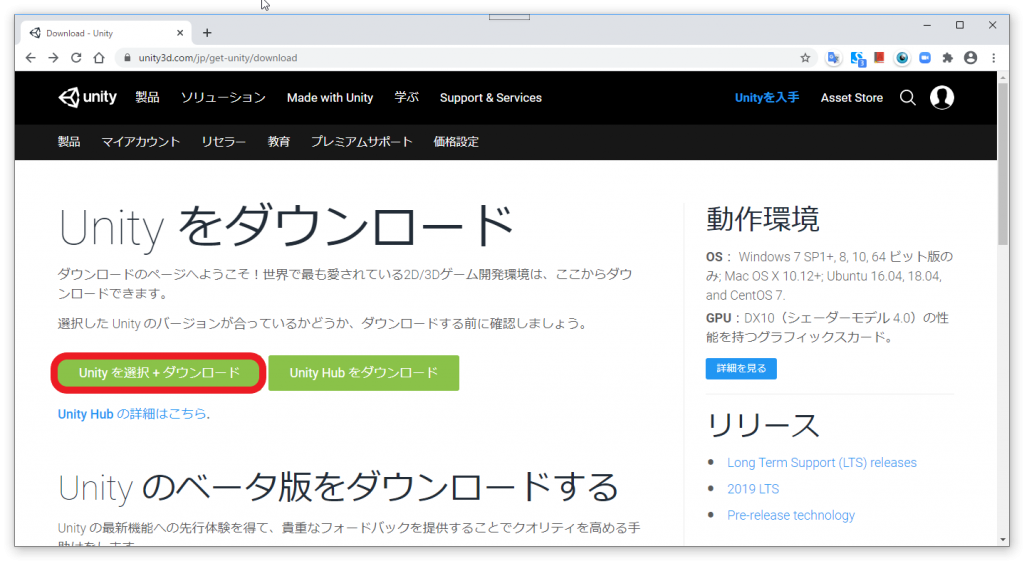 Download - Unity
unity3d.com/jp/get-unity/download
unity 製品 ソリューション Made with Unity 学ぶ Support & Services Unityを入手 Asset Store
製品 マイアカウント リセラー 教育 プレミアムサポート 価格設定
Unity をダウンロード
ダウンロードのページへようこそ！世界で最も愛されている2D/3Dゲーム開発環境は、ここからダウ
ンロードできます。
選択した Unity のバージョンが合っているかどうか、ダウンロードする前に確認しましょう。
Unity を選択 + ダウンロード
Unity Hub をダウンロード
Unity Hub の詳細はこちら.
Unity のベータ版をダウンロードする
Unity の最新機能への先行体験を得て、貴重なフォードバックを提供することでクオリティを高める手
助けをします
動作環境
OS： Windows 7 SP1+, 8, 10, 64 ビット版の
み; Mac OS X 10.12+; Ubuntu 16.04, 18.04,
and CentOS 7.
GPU：DX10（シェーダーモデル 4.0）の性
能を持つグラフィックスカード。
詳細を見る
リリース
Long Term Support (LTS) releases
2019 LTS
Pre-release technology